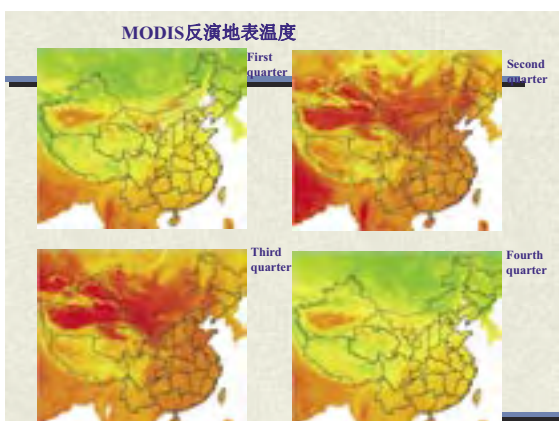 MODIS反演地表温度
First
quarter
Second
quarter
Third
quarter
Fourth
quarter